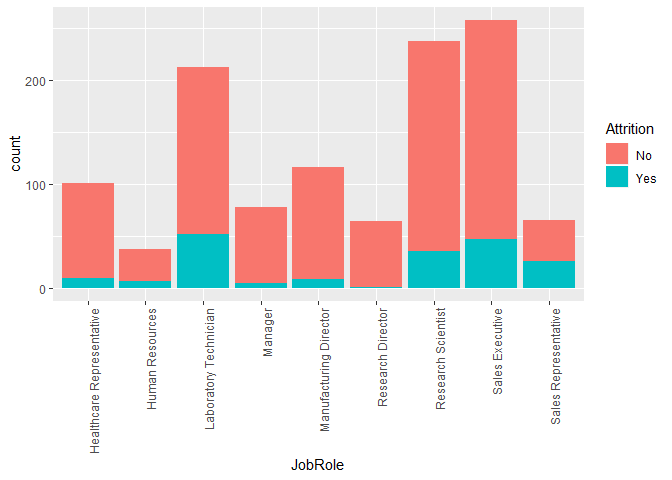 count
200
100
0
Healthcare Representative
Human Resources
Laboratory Technician
Manager
Manufacturing Director
Research Director
Research Scientist
Sales Executive
Sales Representative
JobRole
Attrition
No
Yes